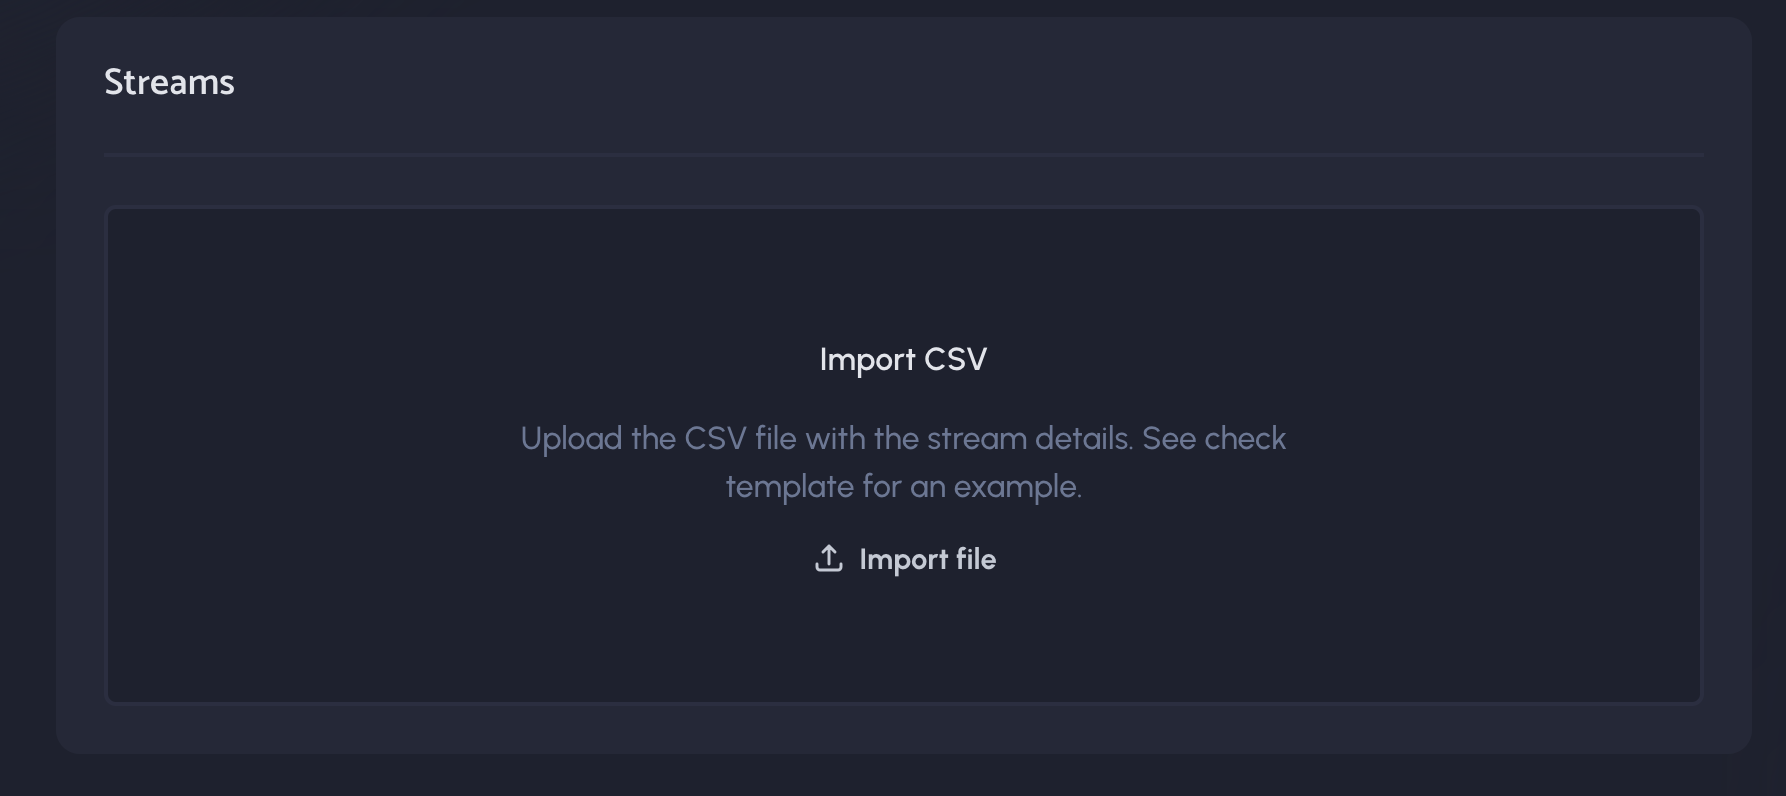 Streams
Import CSV
Upload the CSV file with the stream details. See check
template for an example.
Import file